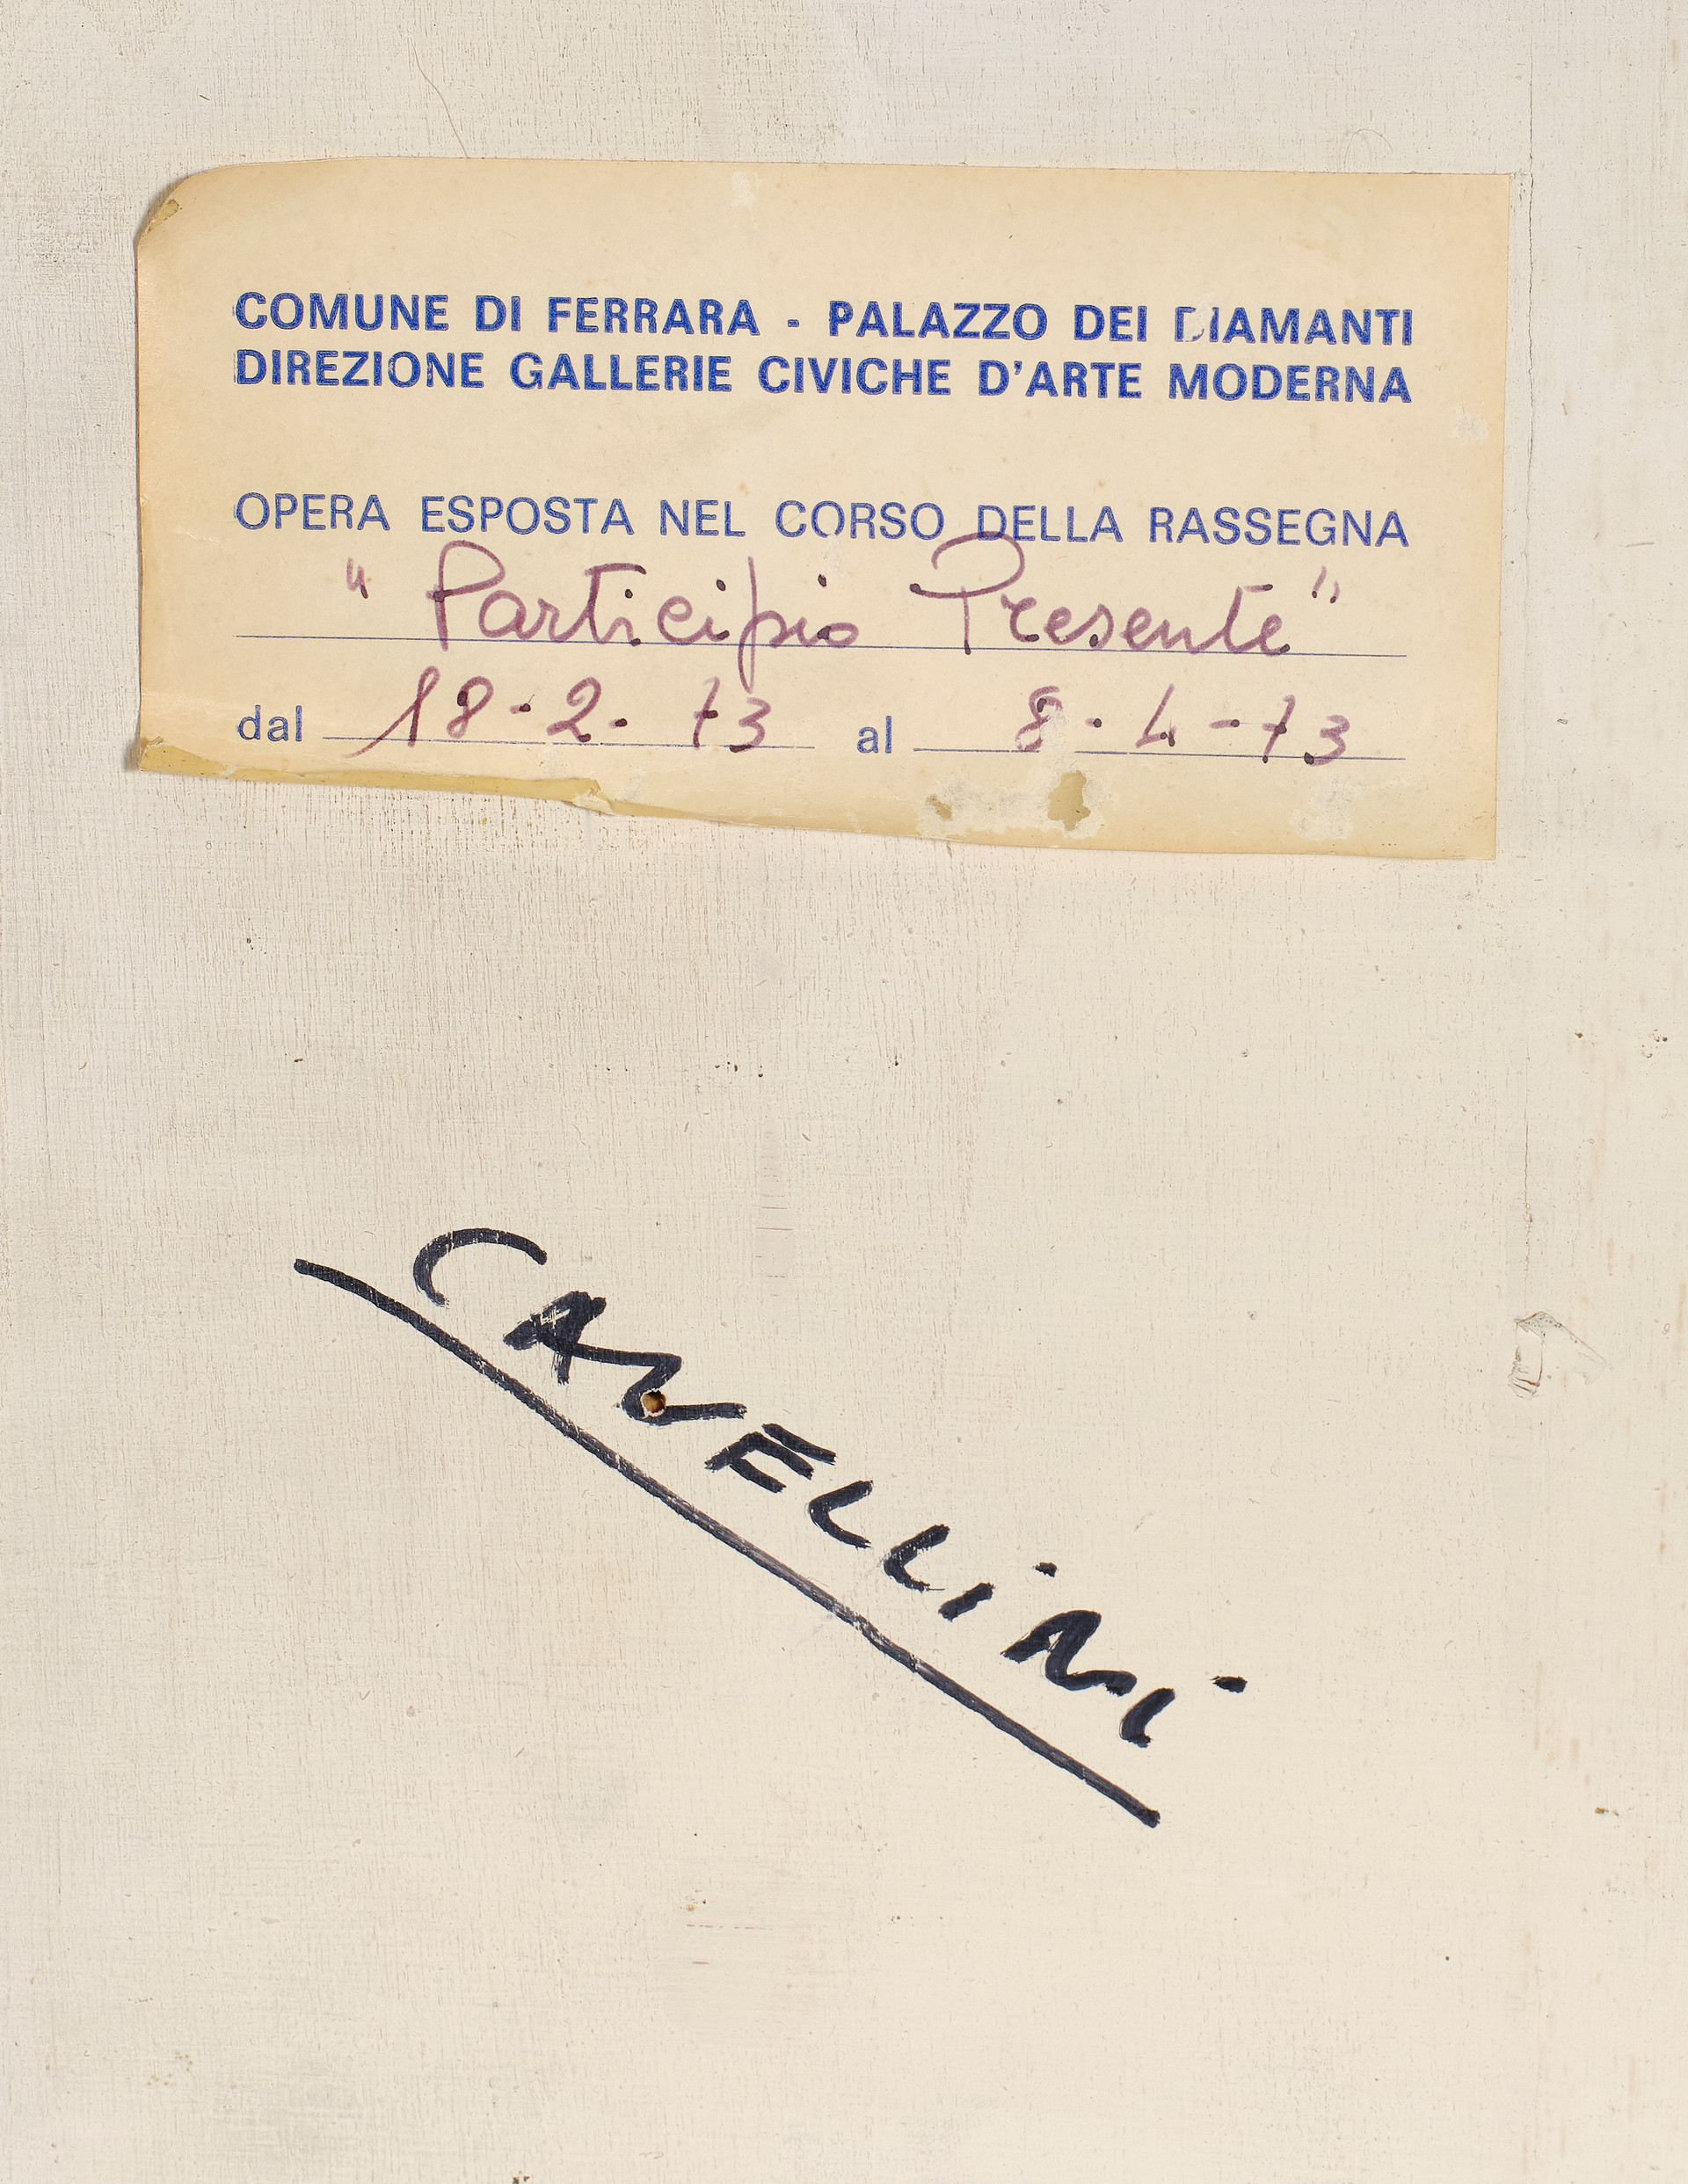 COMUNE DI FERRARA - PALAZZO DEI DIAMANTI
DIREZIONE GALLERIE CIVICHE D'ARTE MODERNA
OPERA ESPOSTA NEL CORSO DELLA RASSEGNA
"Participio Presente"
dal 18-2-73 al 8-4-73
CAVELLiNi